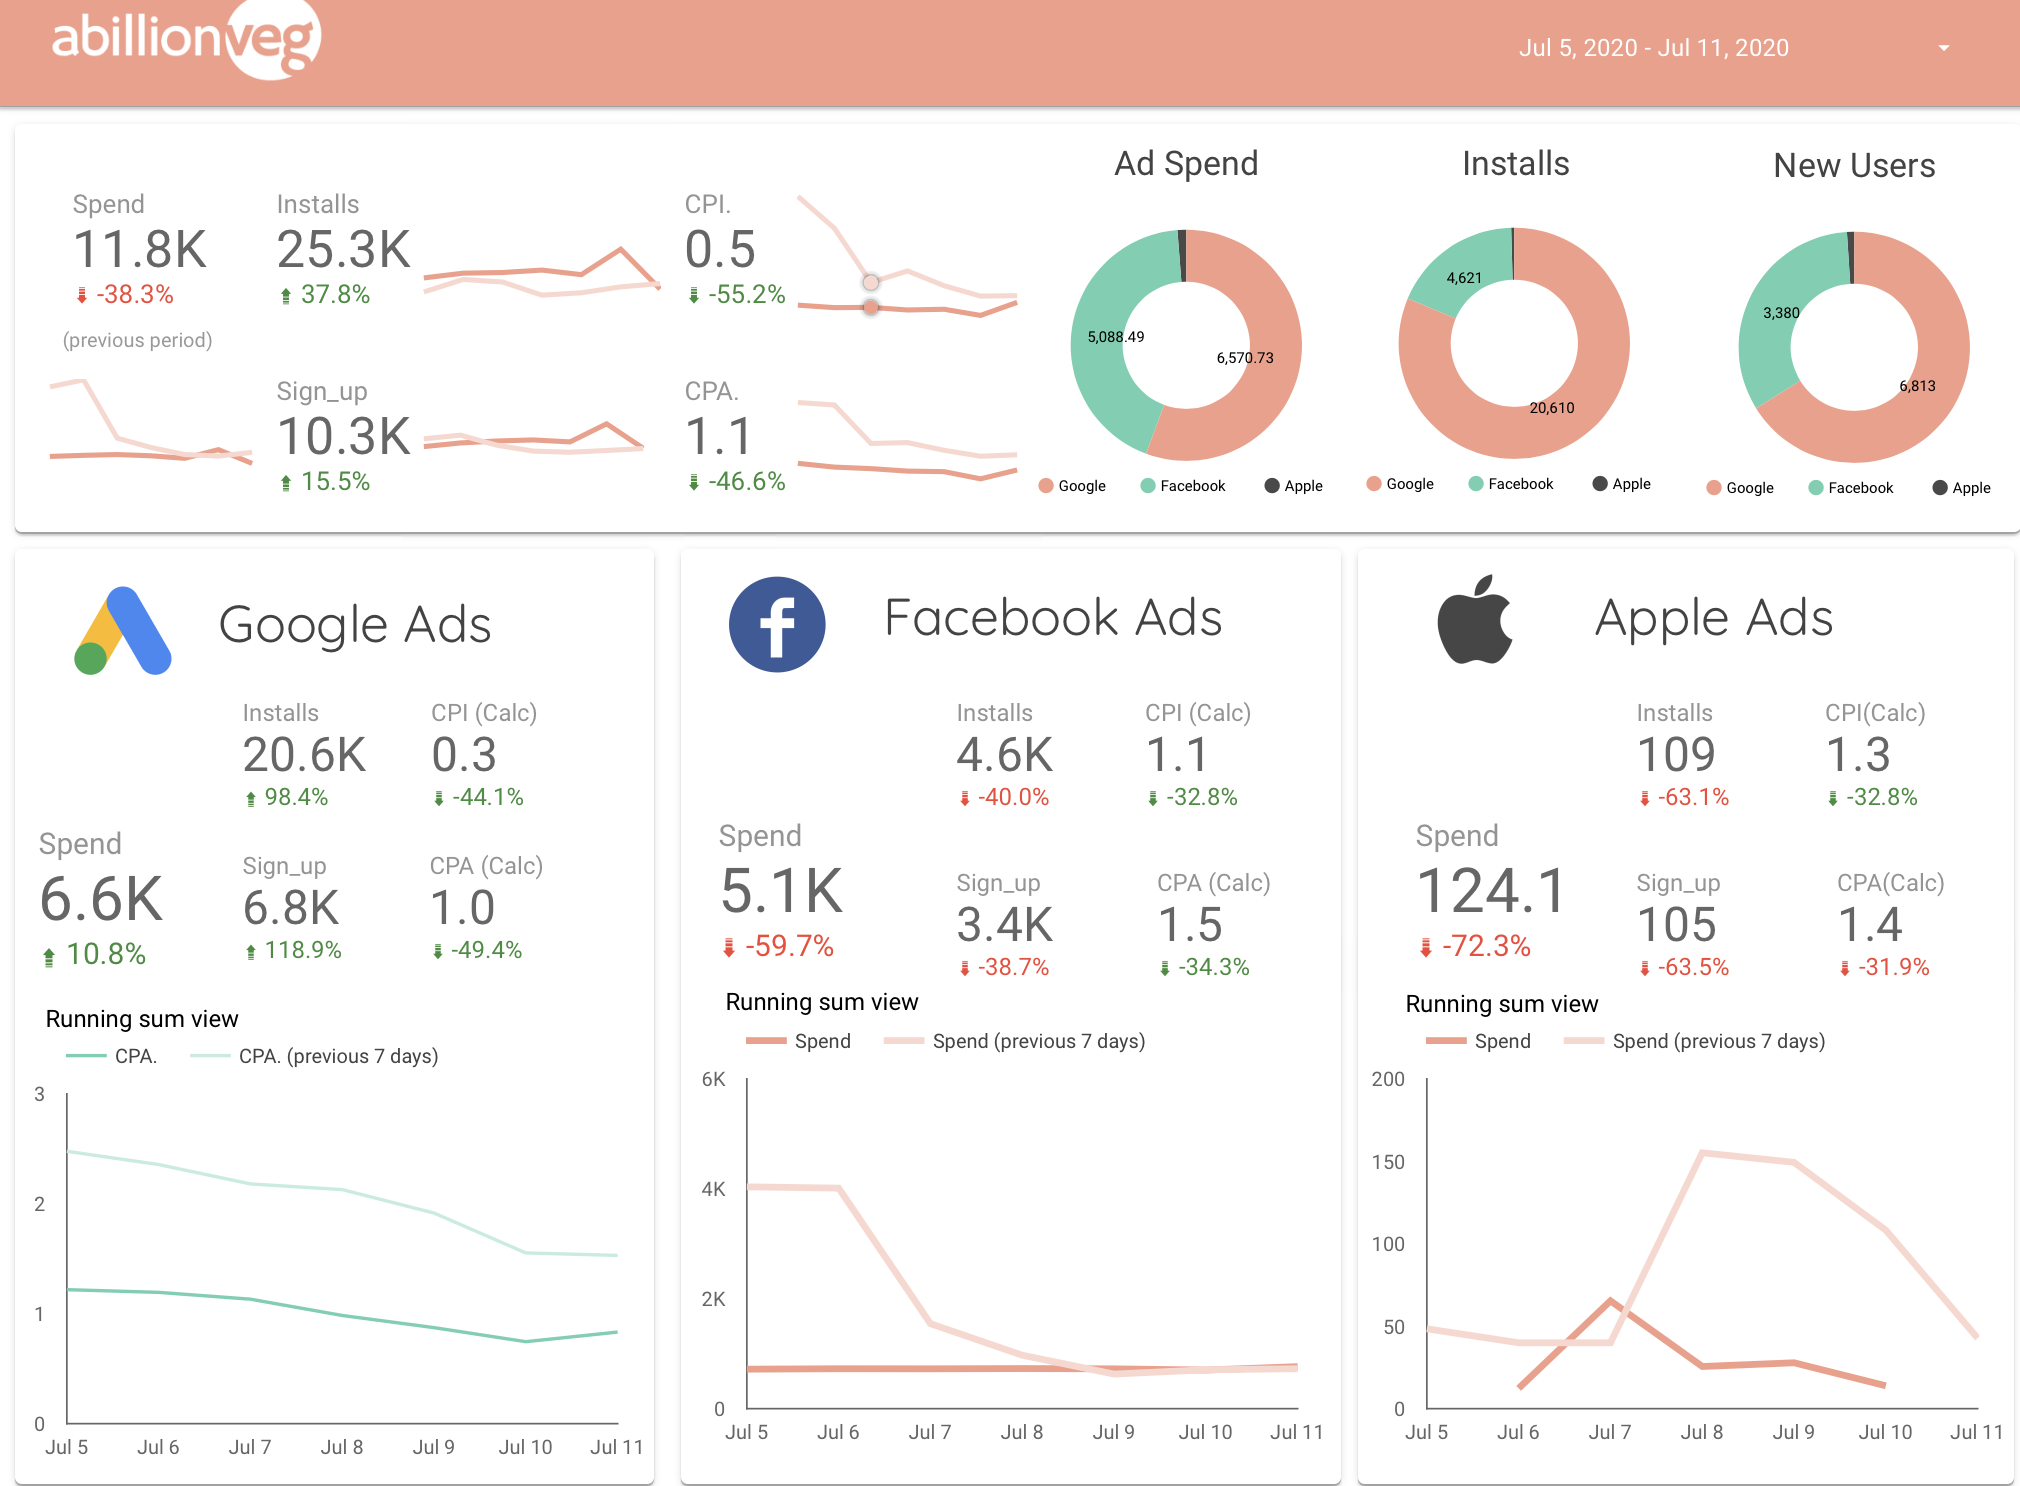 abillionveg
Jul 5, 2020 - Jul 11, 2020
Spend
11.8K
-38.3%
(previous period)
Installs
25.3K
37.8%
Sign_up
10.3K
15.5%
CPI.
0.5
-55.2%
CPA.
1.1
-46.6%
Ad Spend
5,088.49
6,570.73
Google Facebook Apple
Installs
4,621
20,610
Google Facebook Apple
New Users
3,380
6,813
Google Facebook Apple
Google Ads
Installs
20.6K
98.4%
CPI (Calc)
0.3
-44.1%
Spend
6.6K
10.8%
Sign_up
6.8K
118.9%
CPA (Calc)
1.0
-49.4%
Running sum view
CPA. CPA. (previous 7 days)
3
2
1
0
Jul 5 Jul 6 Jul 7 Jul 8 Jul 9 Jul 10 Jul 11
f
Facebook Ads
Installs
4.6K
-40.0%
CPI (Calc)
1.1
-32.8%
Spend
5.1K
-59.7%
Sign_up
3.4K
-38.7%
CPA (Calc)
1.5
-34.3%
Running sum view
Spend Spend (previous 7 days)
6K
4K
2K
0
Jul 5 Jul 6 Jul 7 Jul 8 Jul 9 Jul 10 Jul 11
Apple Ads
Installs
109
-63.1%
CPI(Calc)
1.3
-32.8%
Spend
124.1
-72.3%
Sign_up
105
-63.5%
CPA(Calc)
1.4
-31.9%
Running sum view
Spend Spend (previous 7 days)
200
150
100
50
0
Jul 5 Jul 6 Jul 7 Jul 8 Jul 9 Jul 10 Jul 11